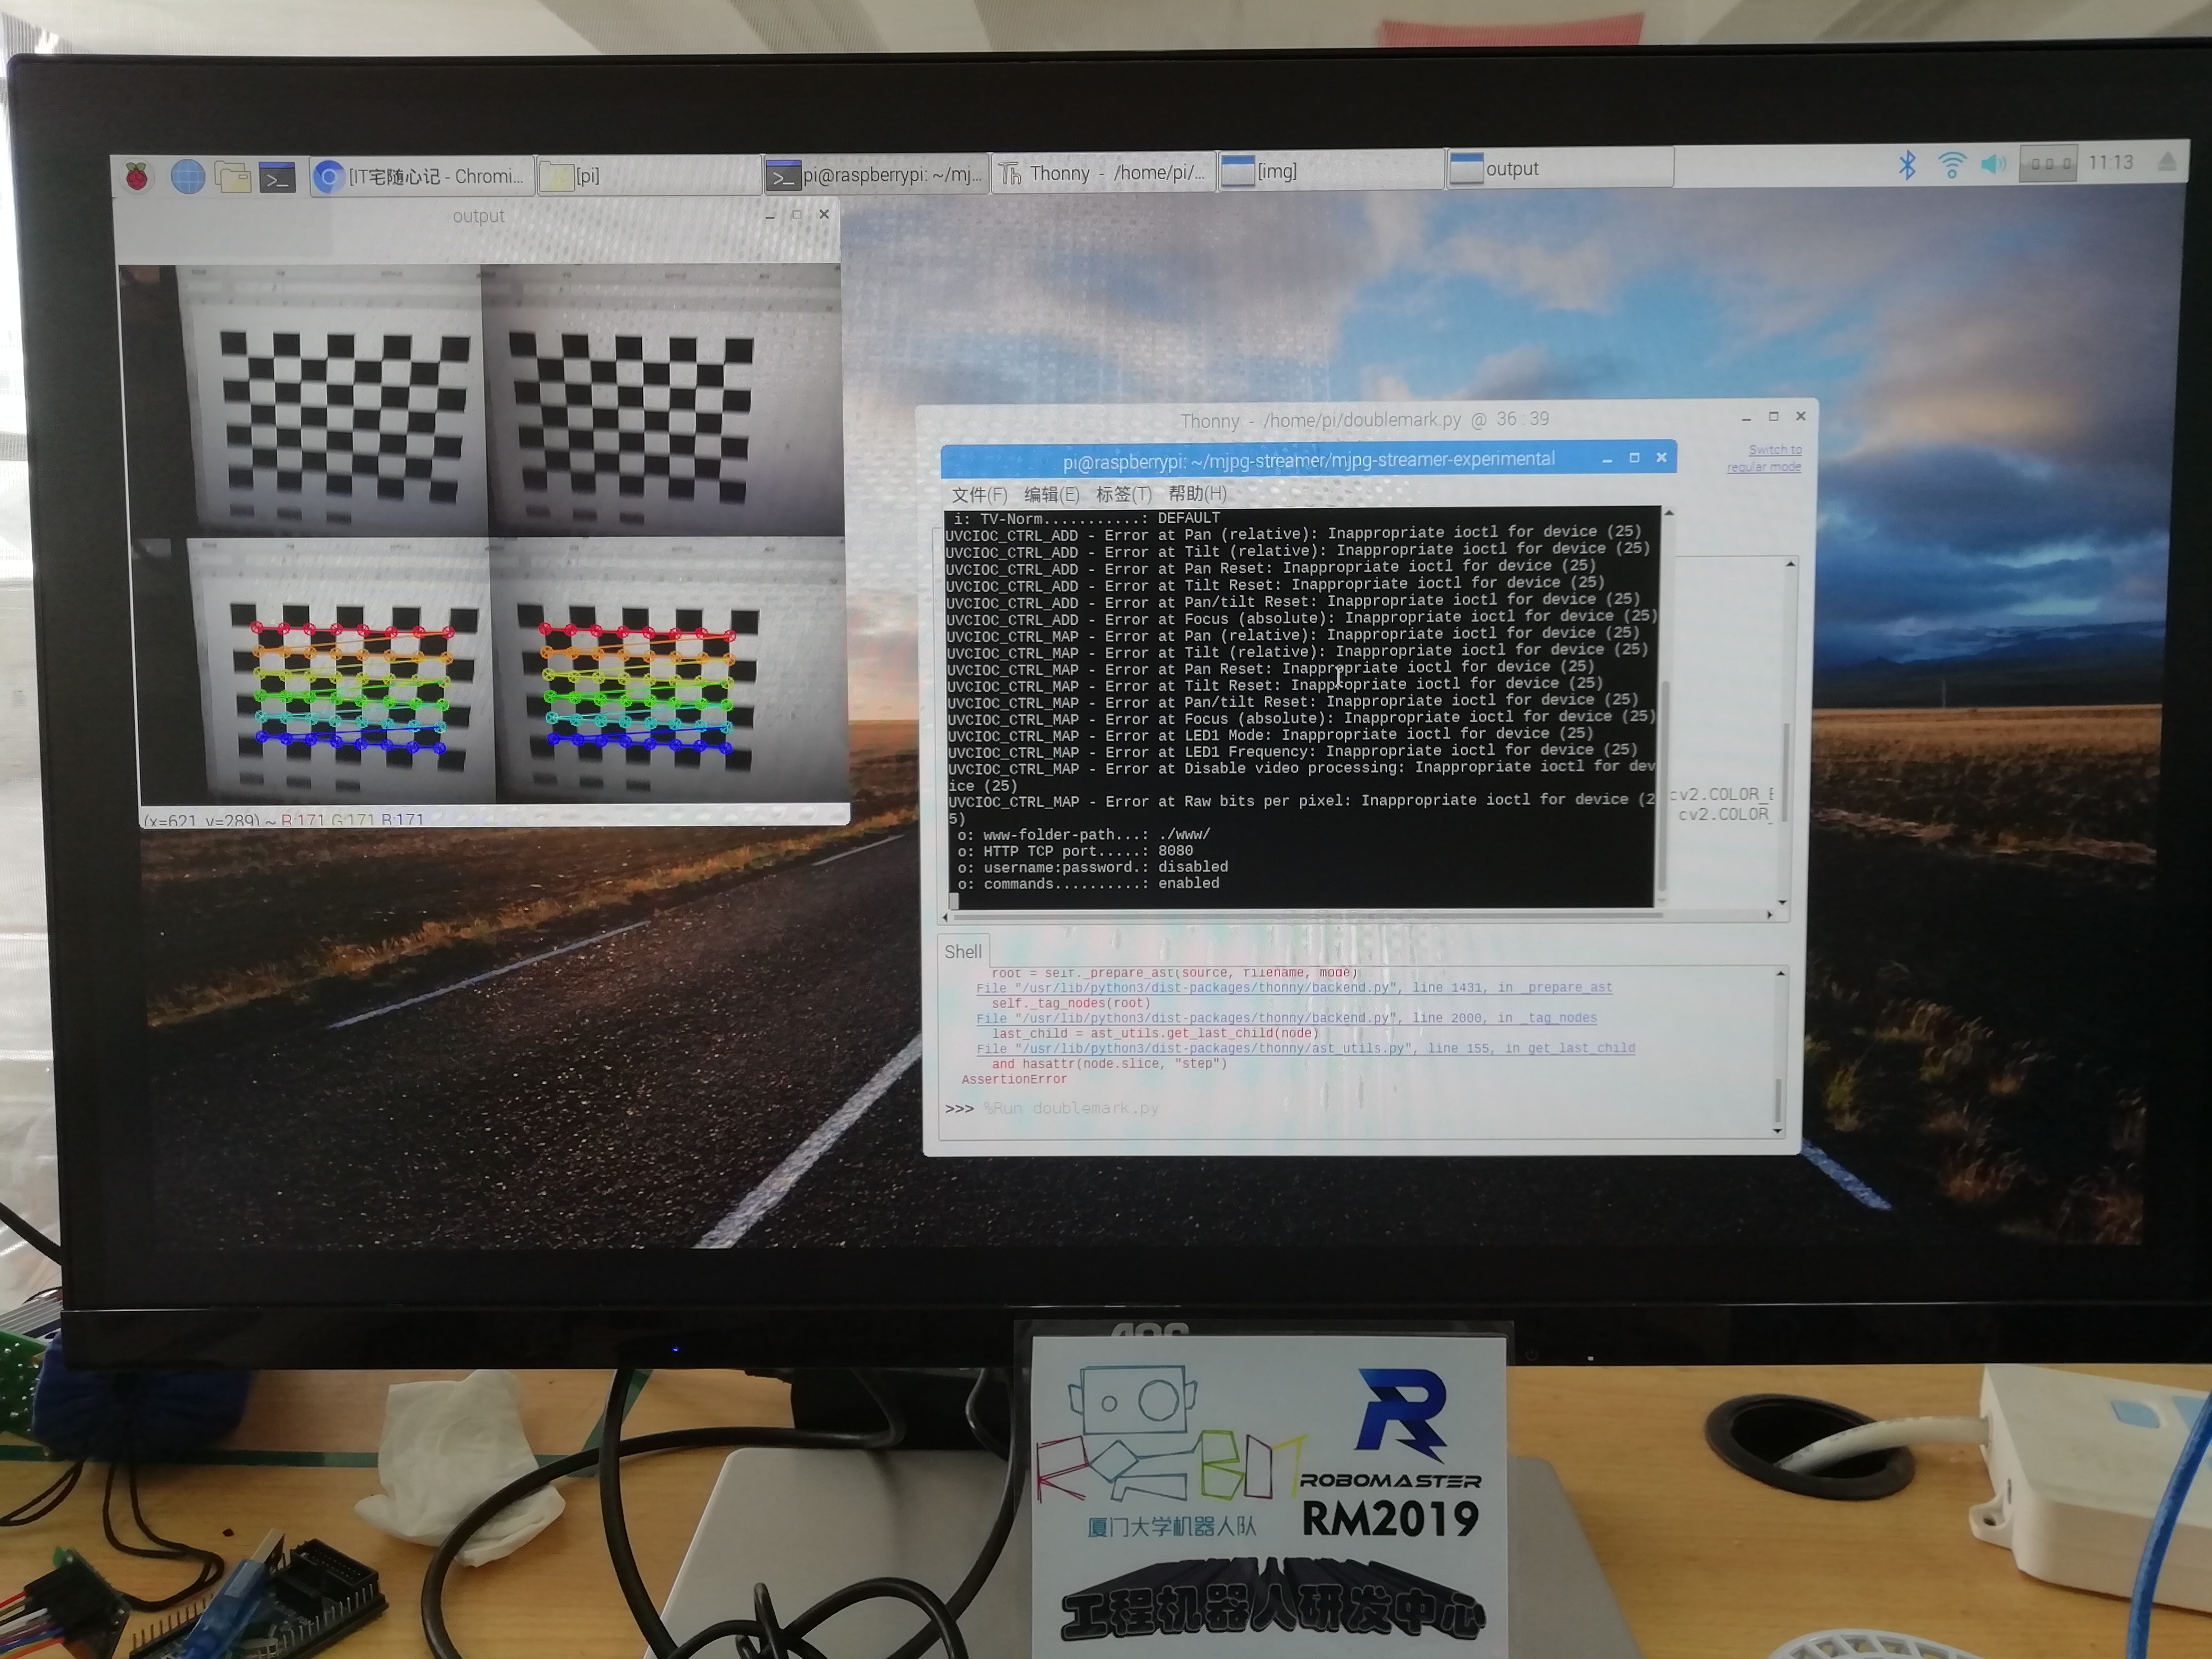 [IT宅随心记 - Chromi...
[pi]
pi@raspberrypi: ~/mj...
Thonny - /home/pi/...
[img]
output
11:13
output
(x=621, y=289) ~ R:171 G:171 B:171
Thonny - /home/pi/doublemark.py @ 36:39
Switch to
regular mode
pi@raspberrypi: ~/mjpg-streamer/mjpg-streamer-experimental
文件(F) 编辑(E) 标签(T) 帮助(H)
i: TV-Norm...........: DEFAULT
UVCIOC_CTRL_ADD - Error at Pan (relative): Inappropriate ioctl for device (25)
UVCIOC_CTRL_ADD - Error at Tilt (relative): Inappropriate ioctl for device (25)
UVCIOC_CTRL_ADD - Error at Pan Reset: Inappropriate ioctl for device (25)
UVCIOC_CTRL_ADD - Error at Tilt Reset: Inappropriate ioctl for device (25)
UVCIOC_CTRL_ADD - Error at Pan/tilt Reset: Inappropriate ioctl for device (25)
UVCIOC_CTRL_ADD - Error at Focus (absolute): Inappropriate ioctl for device (25)
UVCIOC_CTRL_MAP - Error at Pan (relative): Inappropriate ioctl for device (25)
UVCIOC_CTRL_MAP - Error at Tilt (relative): Inappropriate ioctl for device (25)
UVCIOC_CTRL_MAP - Error at Pan Reset: Inappropriate ioctl for device (25)
UVCIOC_CTRL_MAP - Error at Tilt Reset: Inappropriate ioctl for device (25)
UVCIOC_CTRL_MAP - Error at Pan/tilt Reset: Inappropriate ioctl for device (25)
UVCIOC_CTRL_MAP - Error at Focus (absolute): Inappropriate ioctl for device (25)
UVCIOC_CTRL_MAP - Error at LED1 Mode: Inappropriate ioctl for device (25)
UVCIOC_CTRL_MAP - Error at LED1 Frequency: Inappropriate ioctl for device (25)
UVCIOC_CTRL_MAP - Error at Disable video processing: Inappropriate ioctl for dev
ice (25)
UVCIOC_CTRL_MAP - Error at Raw bits per pixel: Inappropriate ioctl for device (2
5)
o: www-folder-path...: ./www/
o: HTTP TCP port.....: 8080
o: username:password.: disabled
o: commands..........: enabled
cv2.COLOR_B
cv2.COLOR_
Shell
root = self._prepare_ast(source, filename, mode)
File "/usr/lib/python3/dist-packages/thonny/backend.py", line 1431, in _prepare_ast
self._tag_nodes(root)
File "/usr/lib/python3/dist-packages/thonny/backend.py", line 2000, in _tag_nodes
last_child = ast_utils.get_last_child(node)
File "/usr/lib/python3/dist-packages/thonny/ast_utils.py", line 155, in get_last_child
and hasattr(node.slice, "step")
AssertionError
>>> %Run doublemark.py
AOC
ROBOMASTER
厦门大学机器人队
RM2019
工程机器人研发中心